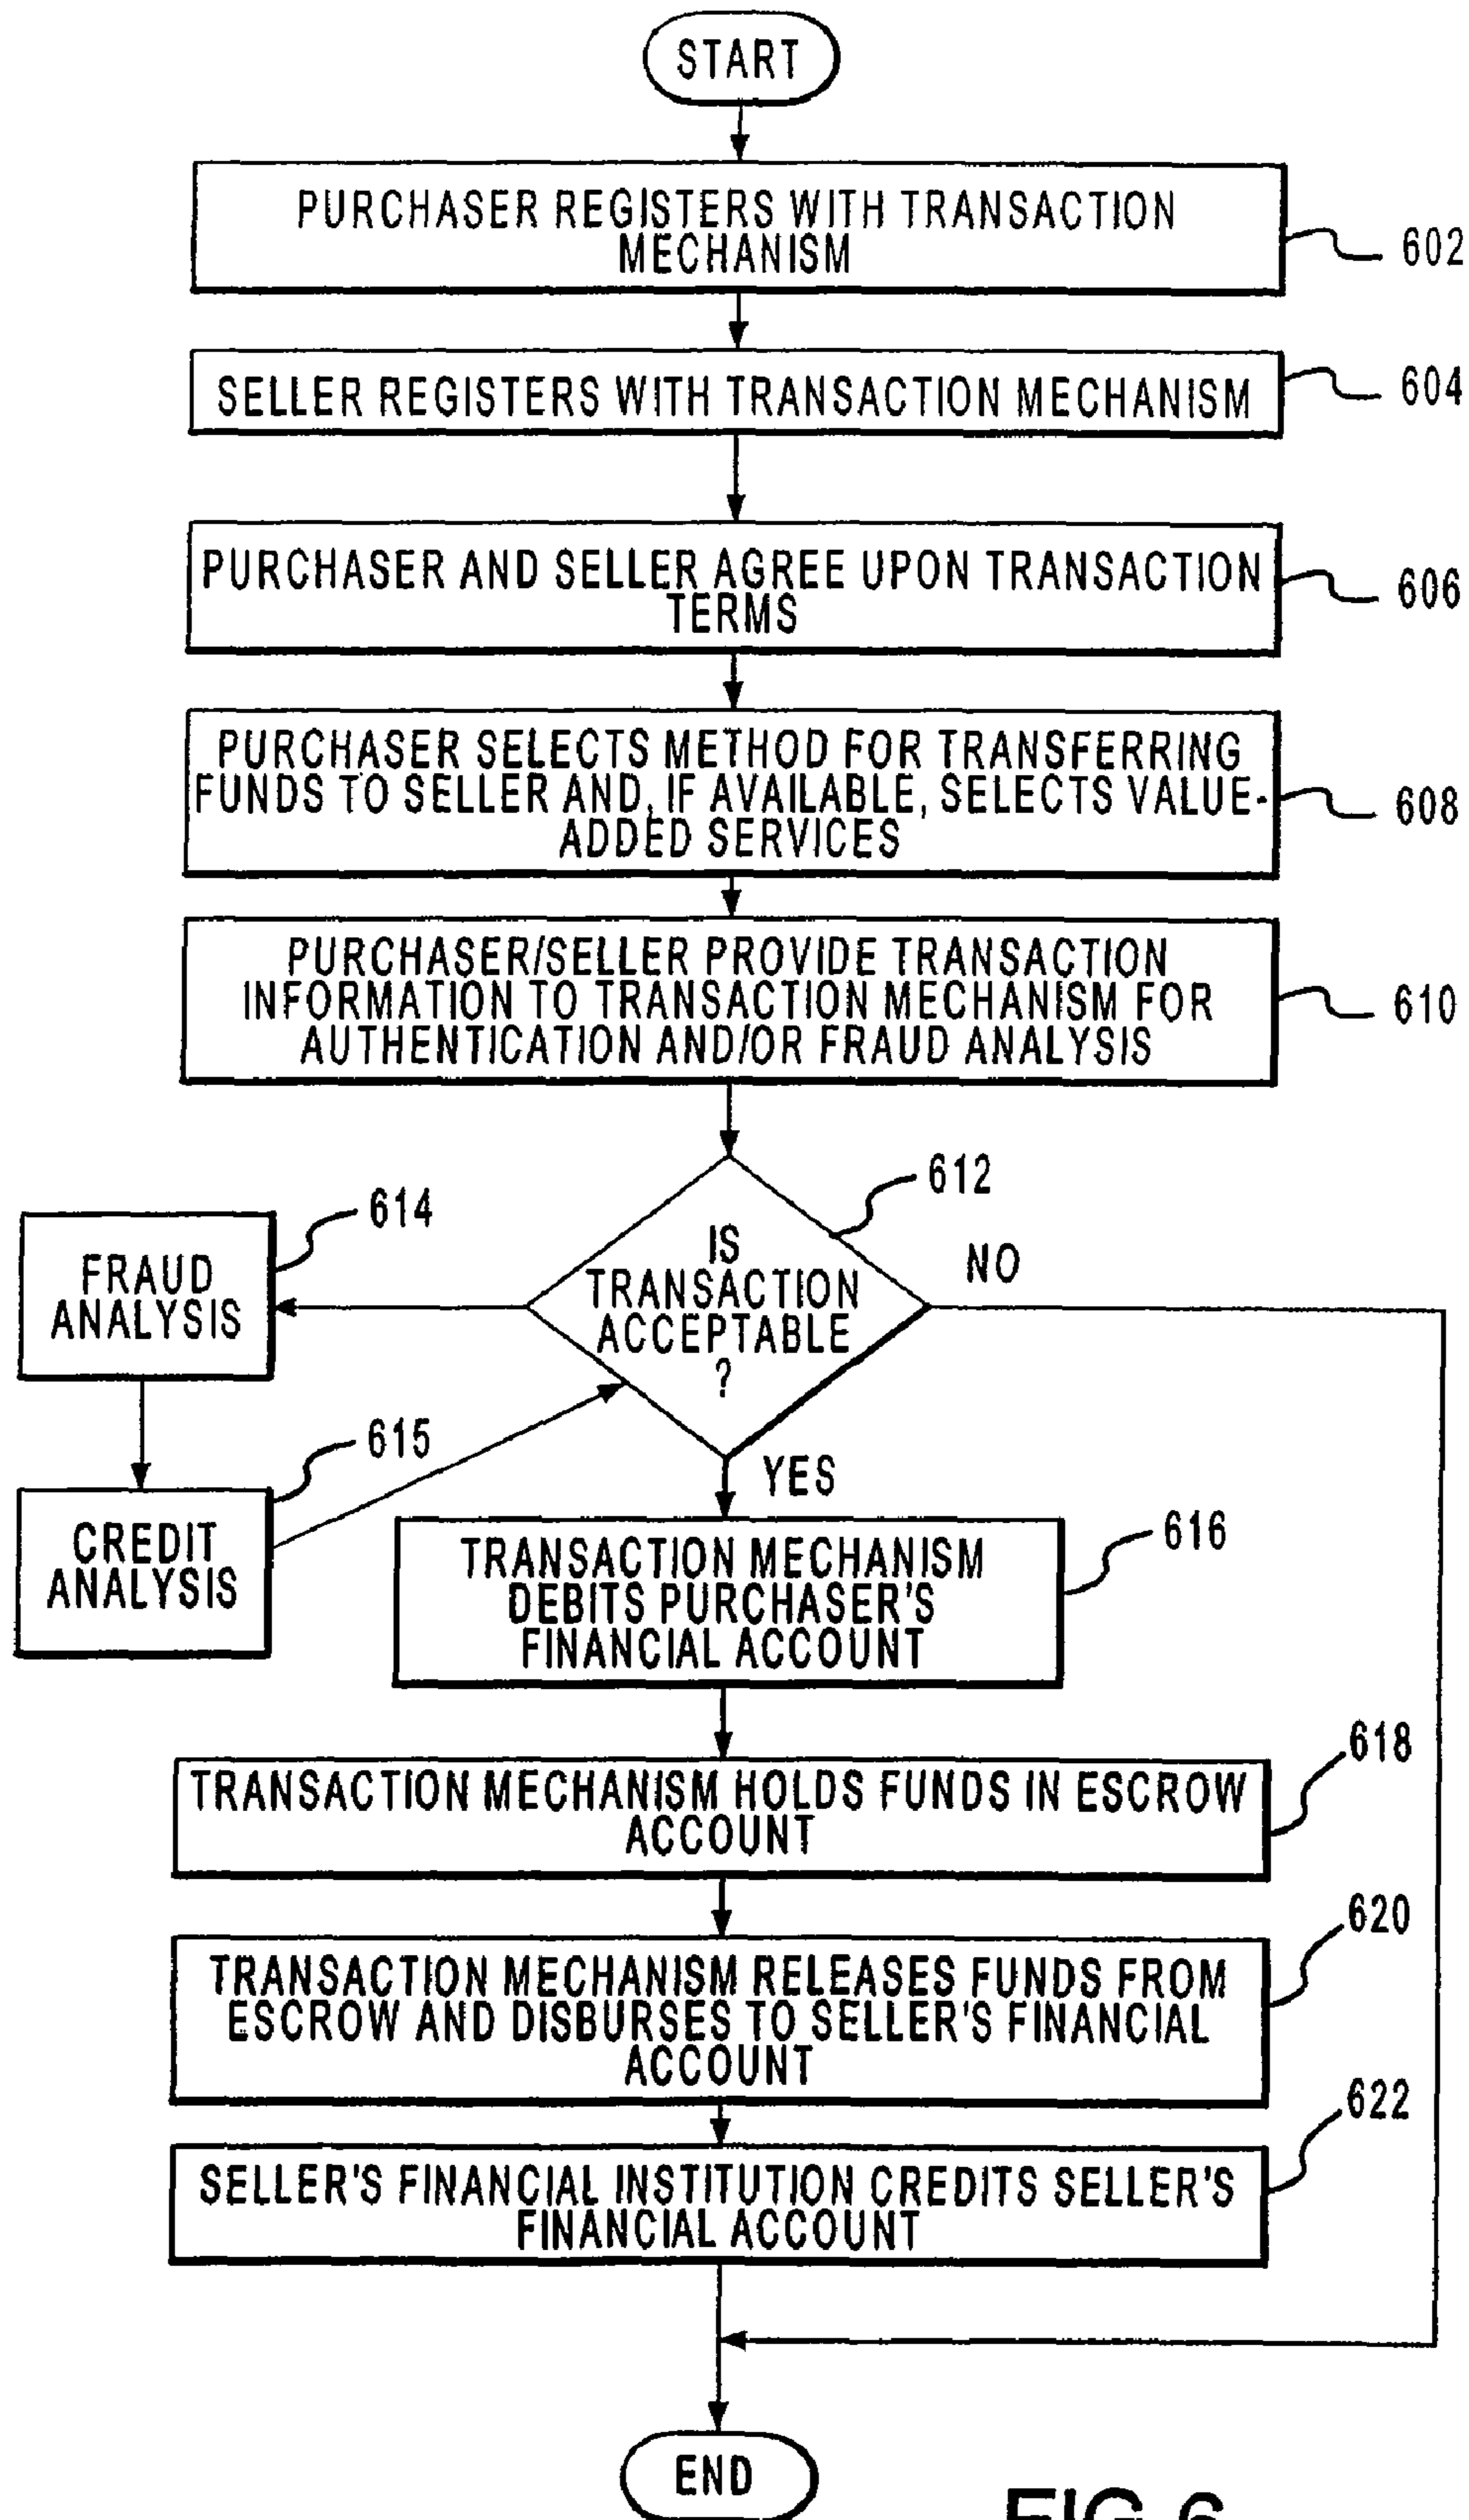 START
PURCHASER REGISTERS WITH TRANSACTION
MECHANISM
602
SELLER REGISTERS WITH TRANSACTION MECHANISM
604
PURCHASER AND SELLER AGREE UPON TRANSACTION
TERMS
606
PURCHASER SELECTS METHOD FOR TRANSFERRING
FUNDS TO SELLER AND, IF AVAILABLE, SELECTS VALUE-
ADDED SERVICES
608
PURCHASER/SELLER PROVIDE TRANSACTION
INFORMATION TO TRANSACTION MECHANISM FOR
AUTHENTICATION AND/OR FRAUD ANALYSIS
610
612
IS
TRANSACTION
ACCEPTABLE
?
NO
614
FRAUD
ANALYSIS
615
CREDIT
ANALYSIS
YES
TRANSACTION MECHANISM
DEBITS PURCHASER'S
FINANCIAL ACCOUNT
616
TRANSACTION MECHANISM HOLDS FUNDS IN ESCROW
ACCOUNT
618
TRANSACTION MECHANISM RELEASES FUNDS FROM
ESCROW AND DISBURSES TO SELLER'S FINANCIAL
ACCOUNT
620
SELLER'S FINANCIAL INSTITUTION CREDITS SELLER'S
FINANCIAL ACCOUNT
622
END
FIG.6